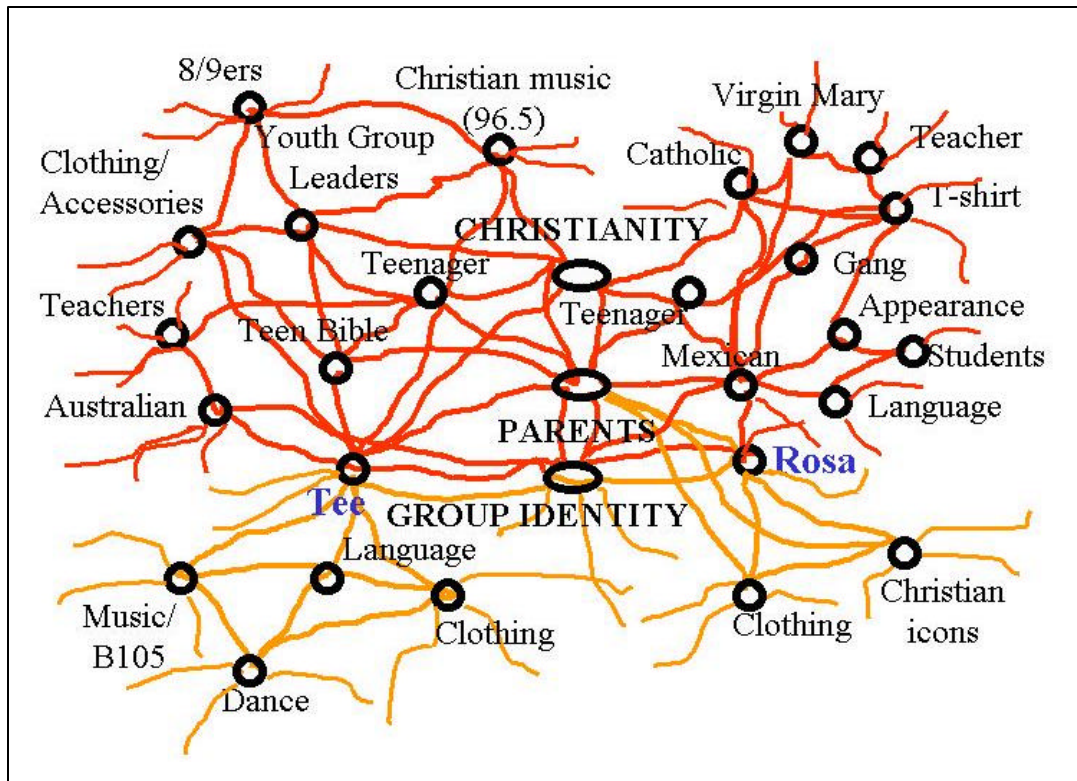 8/9ers
Christian music
(96.5)
Virgin Mary
Teacher
Youth Group
Leaders
Catholic
Clothing/
Accessories
T-shirt
CHRISTIANITY
Teenager
Gang
Teachers
Teenager
Appearance
Teen Bible
Mexican
Students
Australian
Language
PARENTS
Rosa
Tee
GROUP IDENTITY
Language
Music/
B105
Clothing
Clothing
Christian
icons
Dance